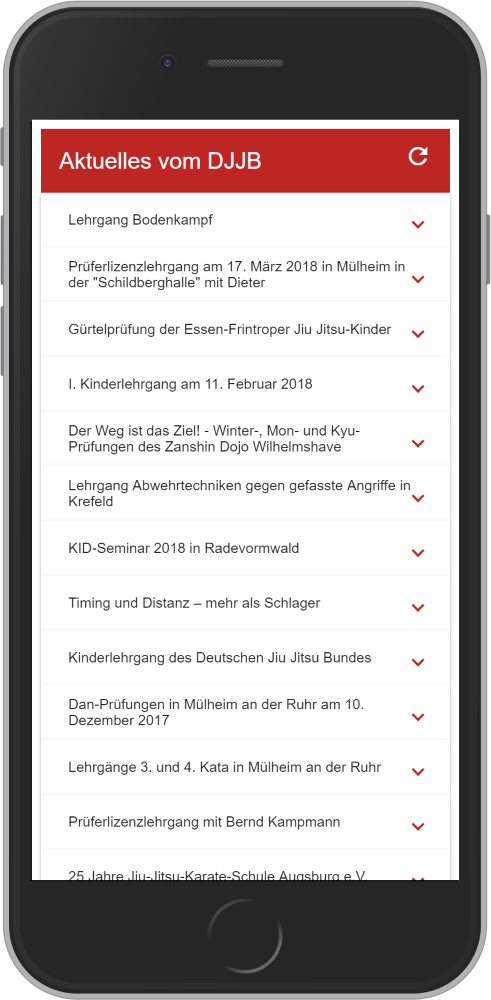 Aktuelles vom DJJB
Lehrgang Bodenkampf
Prüferlizenzlehrgang am 17. März 2018 in Mülheim in
der "Schildberghalle" mit Dieter
Gürtelprüfung der Essen-Frintroper Jiu Jitsu-Kinder
I. Kinderlehrgang am 11. Februar 2018
Der Weg ist das Ziel! - Winter-, Mon- und Kyu-
Prüfungen des Zanshin Dojo Wilhelmshave
Lehrgang Abwehrtechniken gegen gefasste Angriffe in
Krefeld
KID-Seminar 2018 in Radevormwald
Timing und Distanz – mehr als Schlager
Kinderlehrgang des Deutschen Jiu Jitsu Bundes
Dan-Prüfungen in Mülheim an der Ruhr am 10.
Dezember 2017
Lehrgänge 3. und 4. Kata in Mülheim an der Ruhr
Prüferlizenzlehrgang mit Bernd Kampmann
25 Jahre Jiu-Jitsu-Karate-Schule Augsburg e.V.